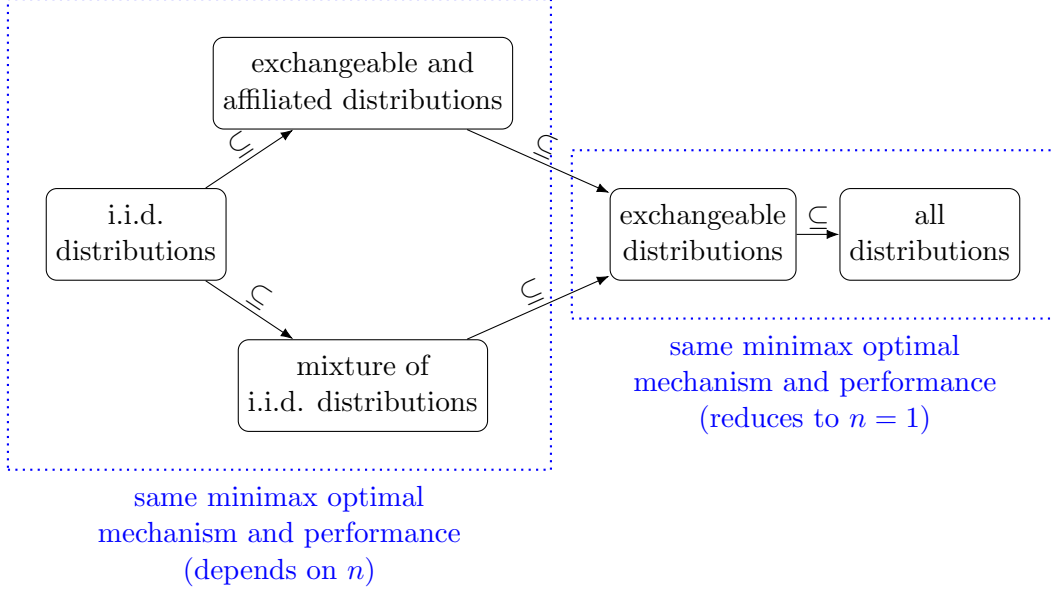 exchangeable and
affiliated distributions
⊆
⊆
i.i.d.
distributions
exchangeable
distributions
⊆
all
distributions
⊆
⊆
mixture of
i.i.d. distributions
same minimax optimal
mechanism and performance
(reduces to n = 1)
same minimax optimal
mechanism and performance
(depends on n)